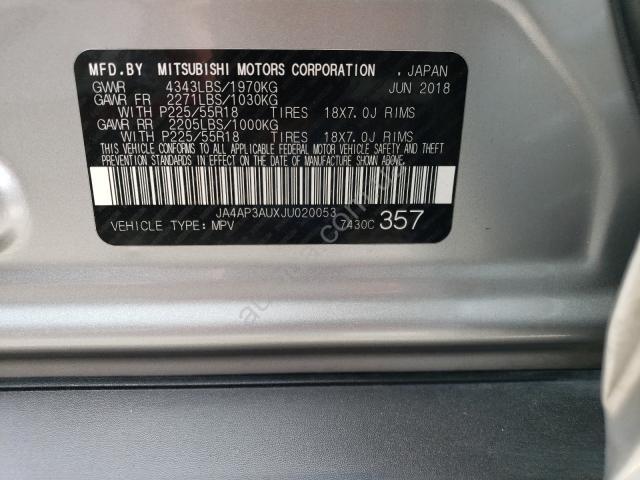 MFD.BY MITSUBISHI MOTORS CORPORATION , JAPAN
GVWR 4343LBS/1970KG JUN 2018
GAWR FR 2271LBS/1030KG
WITH P225/55R18 TIRES 18X7.0J RIMS
GAWR RR 2205LBS/1000KG
WITH P225/55R18 TIRES 18X7.0J RIMS
THIS VEHICLE CONFORMS TO ALL APPLICABLE FEDERAL MOTOR VEHICLE SAFETY AND
THEFT PREVENTION STANDARDS IN EFFECT ON THE DATE OF MANUFACTURE SHOWN ABOVE.
JA4AP3AUXJU020053
VEHICLE TYPE: MPV 7430C 357